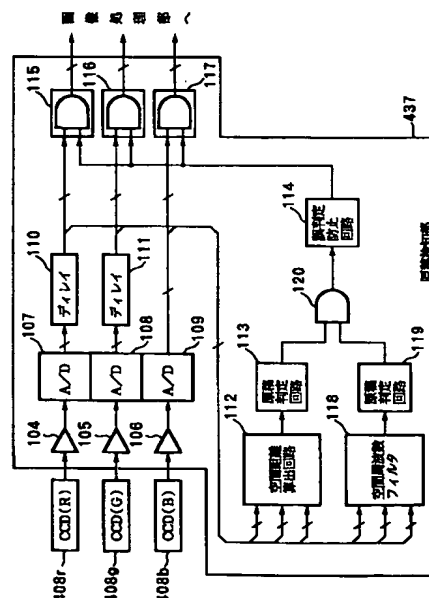 画像処理部へ
115
116
117
110
ディレイ
111
ディレイ
107
A/D
A/D
108
A/D
109
104
105
106
CCD(R)
408r
CCD(G)
408g
CCD(B)
408b
437
114
誤判定
防止
回路
120
113
原稿
判定
回路
119
原稿
判定
回路
112
空間距離
算出回路
118
空間周波数
フィルタ